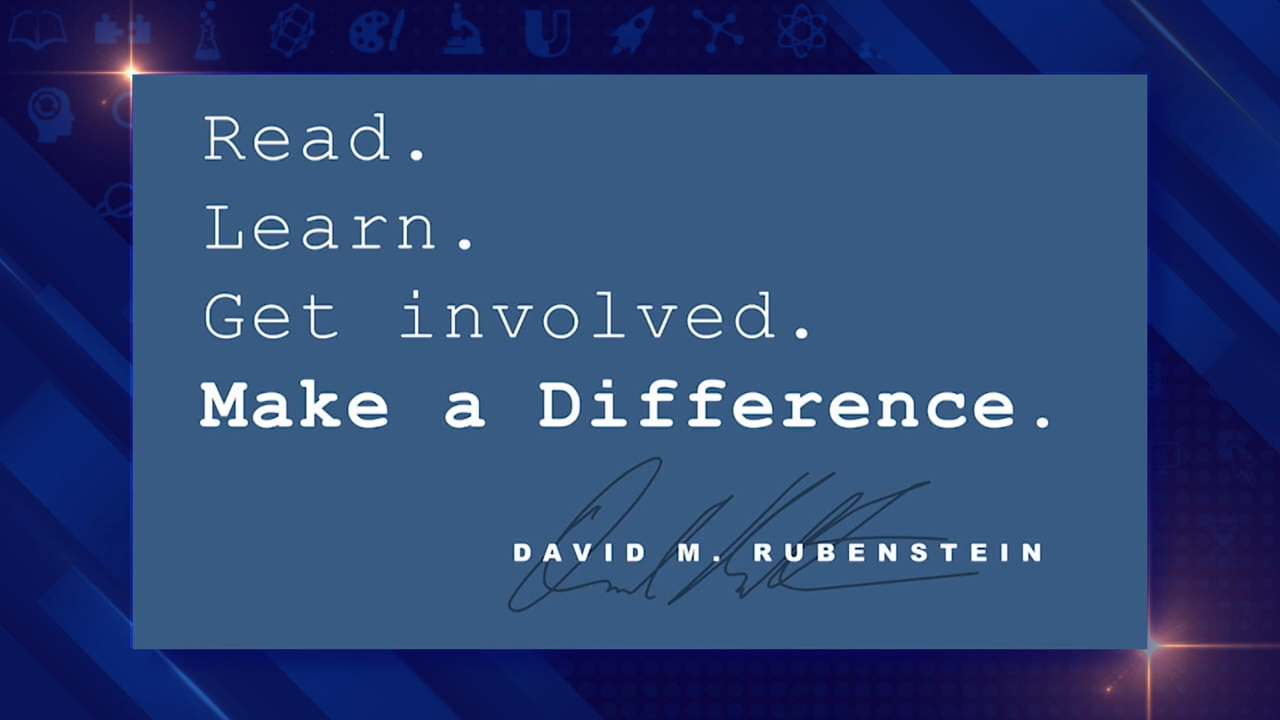 Read.
Learn.
Get involved.
Make a Difference.
DAVID M. RUBENSTEIN